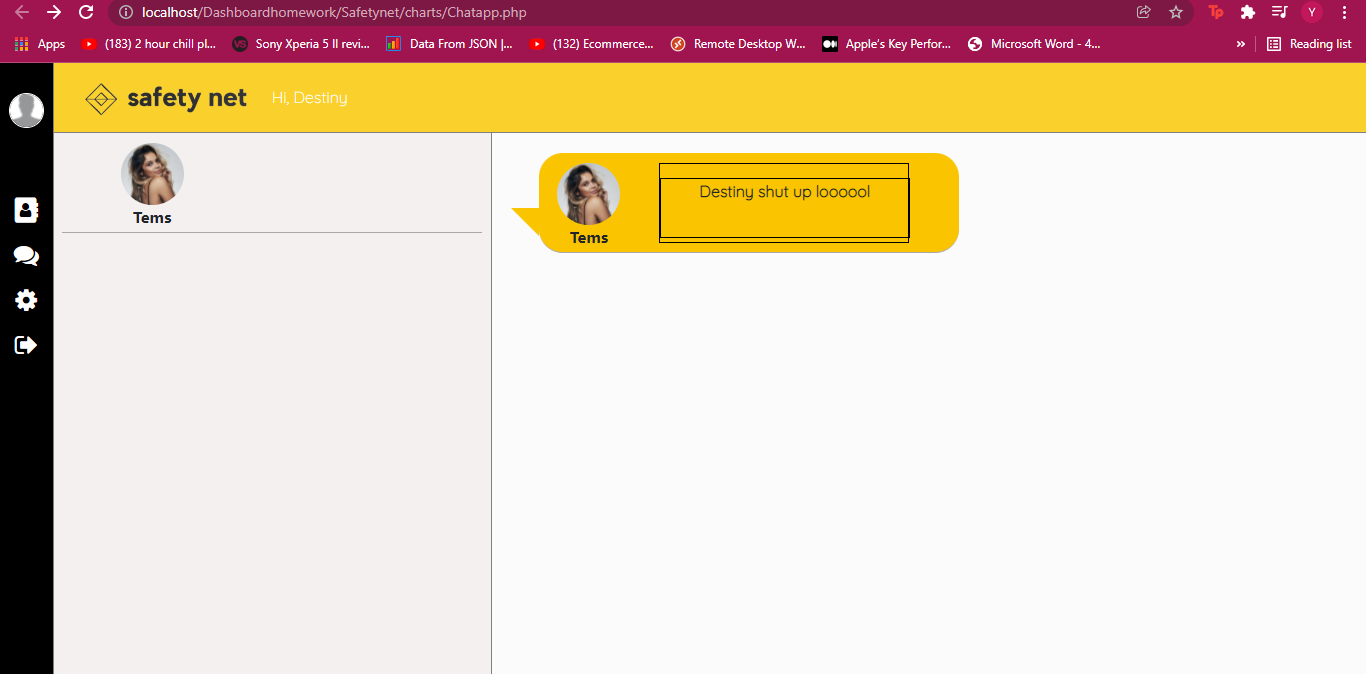 localhost/Dashboardhomework/Safetynet/charts/Chatapp.php
Tp
Y
Apps
(183) 2 hour chill pl...
VS
Sony Xperia 5 II revi...
Data From JSON |...
(132) Ecommerce...
Remote Desktop W...
Apple's Key Perfor...
Microsoft Word - 4...
»
Reading list
safety net
Hi, Destiny
Tems
Destiny shut up loooool
Tems